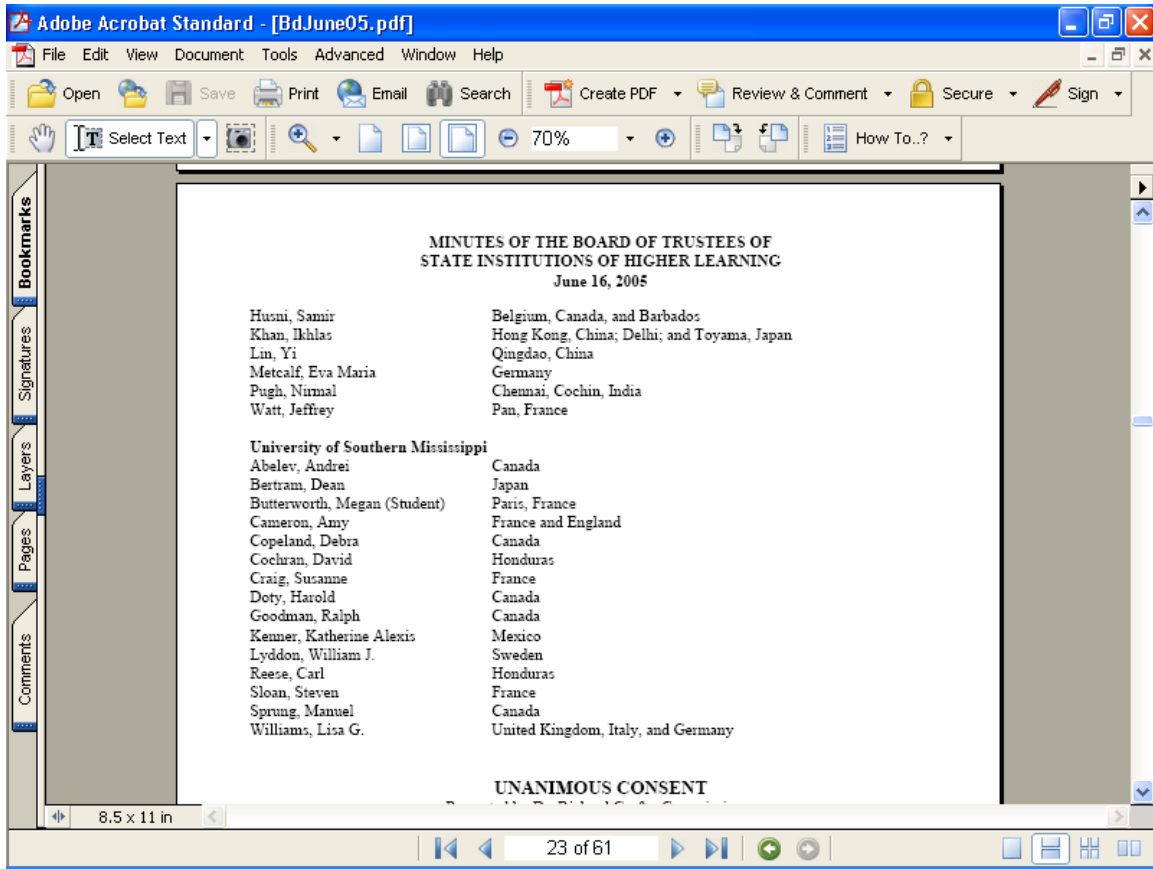 Adobe Acrobat Standard - [BdJune05.pdf]
File Edit View Document Tools Advanced Window Help
Open Save Print Email Search Create PDF Review & Comment Secure Sign
Select Text 70% How To..?
Bookmarks
Signatures
Layers
Pages
Comments
MINUTES OF THE BOARD OF TRUSTEES OF
STATE INSTITUTIONS OF HIGHER LEARNING
June 16, 2005
Husni, Samir Belgium, Canada, and Barbados
Khan, Ikhlas Hong Kong, China; Delhi; and Toyama, Japan
Lin, Yi Qingdao, China
Metcalf, Eva Maria Germany
Pugh, Nirmal Chennai, Cochin, India
Watt, Jeffrey Pan, France
University of Southern Mississippi
Abelev, Andrei Canada
Bertram, Dean Japan
Butterworth, Megan (Student) Paris, France
Cameron, Amy France and England
Copeland, Debra Canada
Cochran, David Honduras
Craig, Susanne France
Doty, Harold Canada
Goodman, Ralph Canada
Kenner, Katherine Alexis Mexico
Lyddon, William J. Sweden
Reese, Carl Honduras
Sloan, Steven France
Sprung, Manuel Canada
Williams, Lisa G. United Kingdom, Italy, and Germany
UNANIMOUS CONSENT
8.5 x 11 in
23 of 61